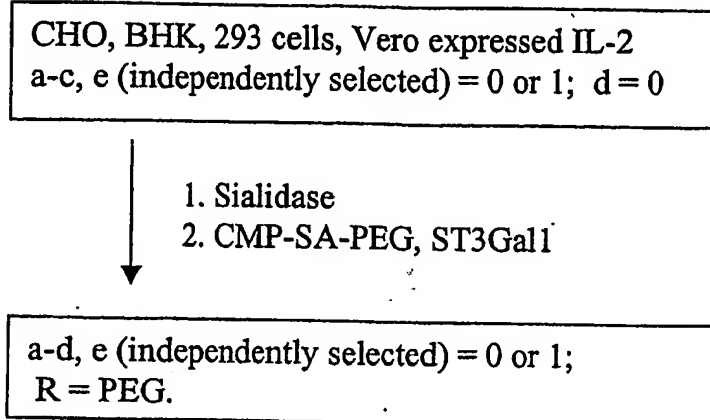 CHO, BHK, 293 cells, Vero expressed IL-2
a-c, e (independently selected) = 0 or 1; d = 0
1. Sialidase
2. CMP-SA-PEG, ST3Gal1
a-d, e (independently selected) = 0 or 1;
R = PEG.